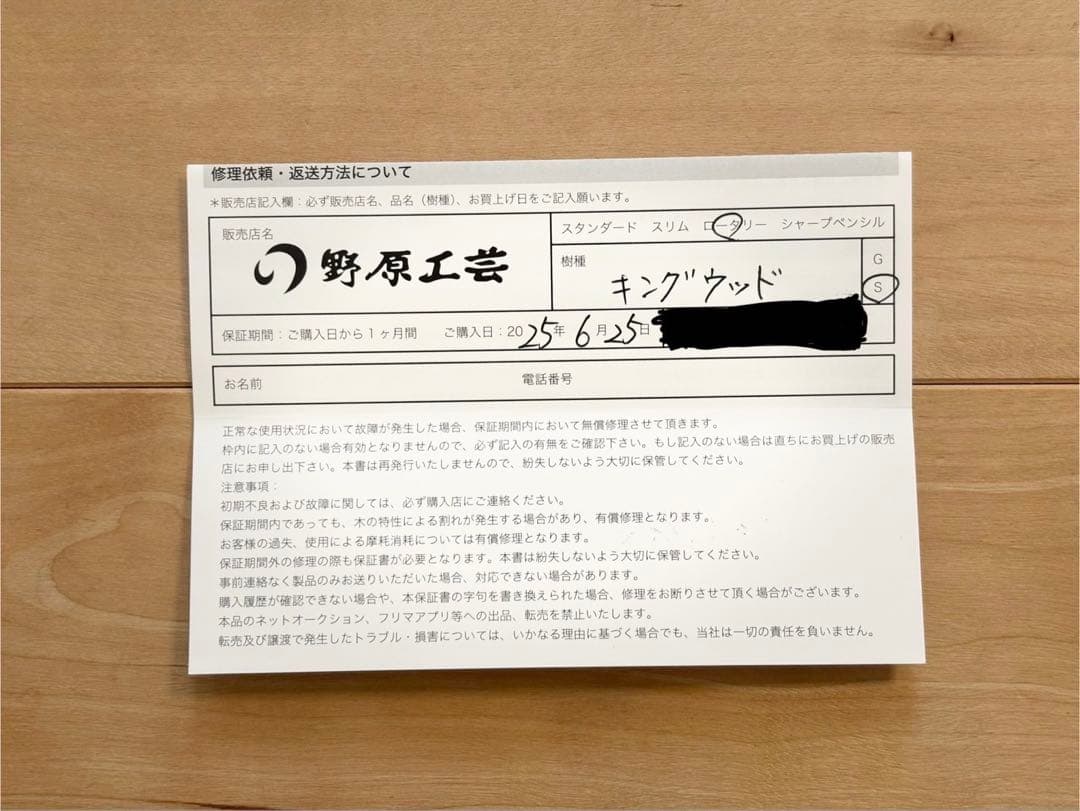 修理依頼・返送方法について
＊販売店記入欄：必ず販売店名、品名（樹種）、お買上げ日をご記入願います。
販売店名
野原工芸
スタンダード スリム ロータリー シャープペンシル
樹種
キングウッド
G
S
保証期間：ご購入日から1ヶ月間 ご購入日：2025年6月25日
お名前 電話番号
正常な使用状況において故障が発生した場合、保証期間内において無償修理させて頂きます。
枠内に記入のない場合有効となりませんので、必ず記入の有無をご確認下さい。もし記入のない場合は直ちにお買上げの販売
店にお申し出下さい。本書は再発行いたしませんので、紛失しないよう大切に保管してください。
注意事項：
初期不良および故障に関しては、必ず購入店にご連絡ください。
保証期間内であっても、木の特性による割れが発生する場合があり、有償修理となります。
お客様の過失、使用による摩耗消耗については有償修理となります。
保証期間外の修理の際も保証書が必要となります。本書は紛失しないよう大切に保管してください。
事前連絡なく製品のみお送りいただいた場合、対応できない場合があります。
購入履歴が確認できない場合や、本保証書の字句を書き換えられた場合、修理をお断りさせて頂く場合がございます。
本品のネットオークション、フリマアプリ等への出品、転売を禁止いたします。
転売及び譲渡で発生したトラブル・損害については、いかなる理由に基づく場合でも、当社は一切の責任を負いません。